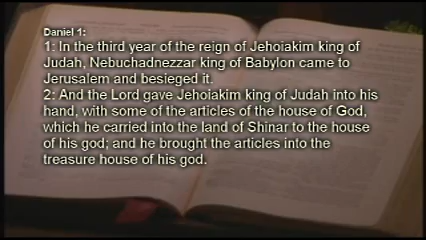 Daniel 1:
1: In the third year of the reign of Jehoiakim king of
Judah, Nebuchadnezzar king of Babylon came to
Jerusalem and besieged it.
2: And the Lord gave Jehoiakim king of Judah into his
hand, with some of the articles of the house of God,
which he carried into the land of Shinar to the house
of his god; and he brought the articles into the
treasure house of his god.